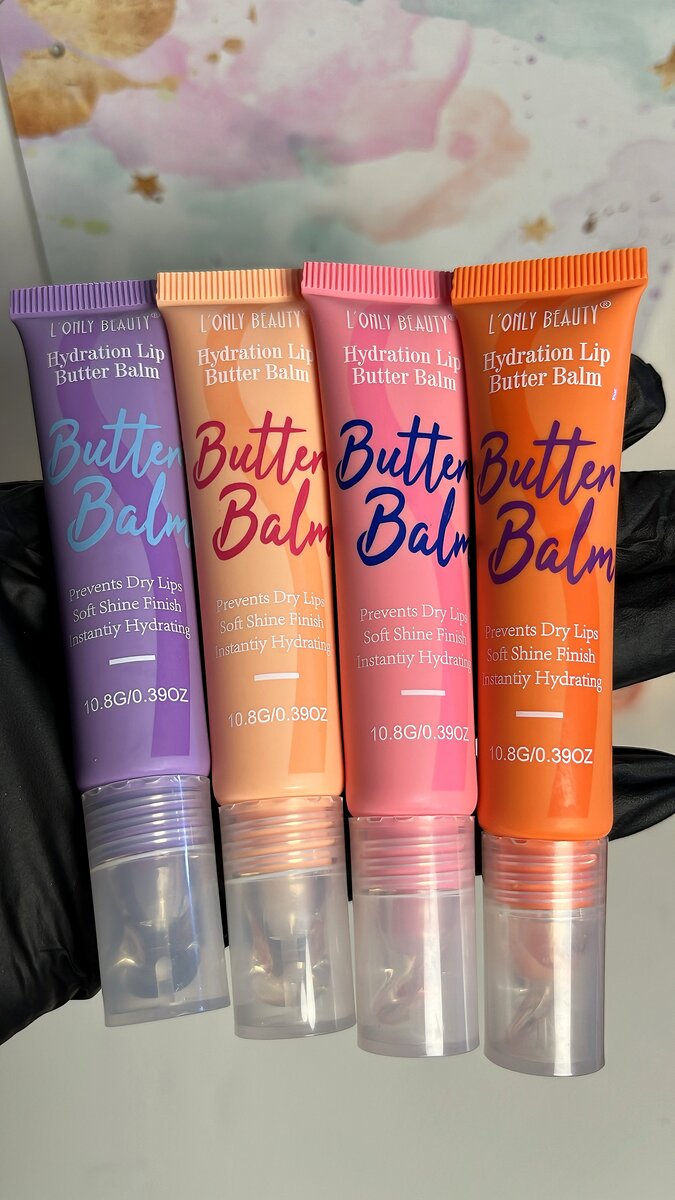 L'ONLY BEAUTY®
Hydration Lip
Butter Balm
Butter
Balm
Prevents Dry Lips
Soft Shine Finish
Instantiy Hydrating
10.8G/0.39OZ
L'ONLY BEAUTY®
Hydration Lip
Butter Balm
Butter
Balm
Prevents Dry Lips
Soft Shine Finish
Instantiy Hydrating
10.8G/0.39OZ
L'ONLY BEAUTY®
Hydration Lip
Butter Balm
Butter
Balm
Prevents Dry Lips
Soft Shine Finish
Instantiy Hydrating
10.8G/0.39OZ
L'ONLY BEAUTY®
Hydration Lip
Butter Balm
Butter
Balm
Prevents Dry Lips
Soft Shine Finish
Instantiy Hydrating
10.8G/0.39OZ